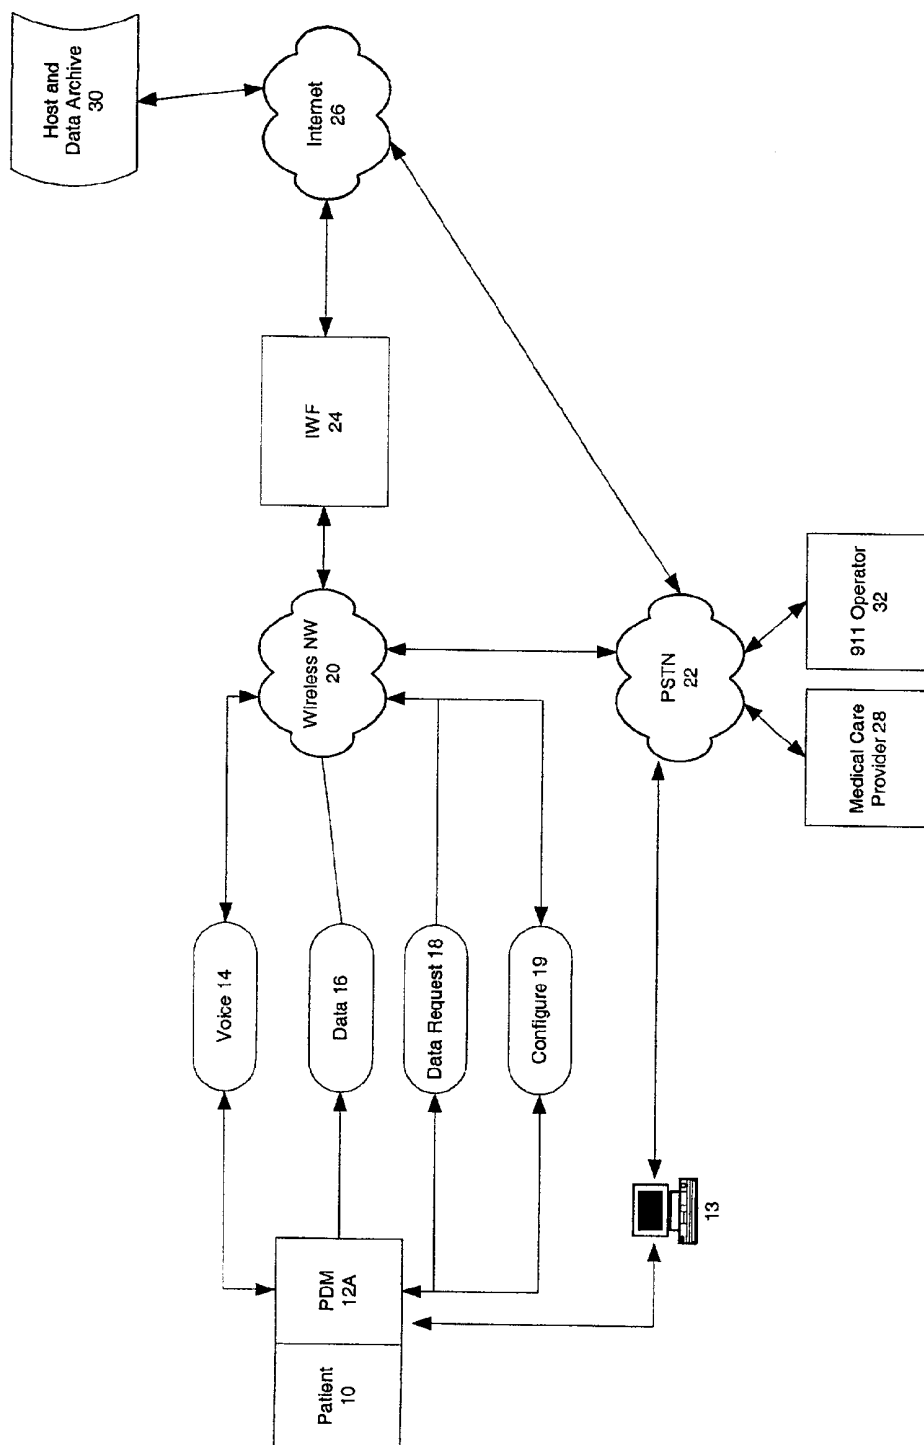 Patient
10
PDM
12A
Voice 14
Data 16
Data Request 18
Configure 19
13
Wireless NW
20
IWF
24
Internet
26
Host and
Data Archive
30
PSTN
22
Medical Care
Provider 28
911 Operator
32